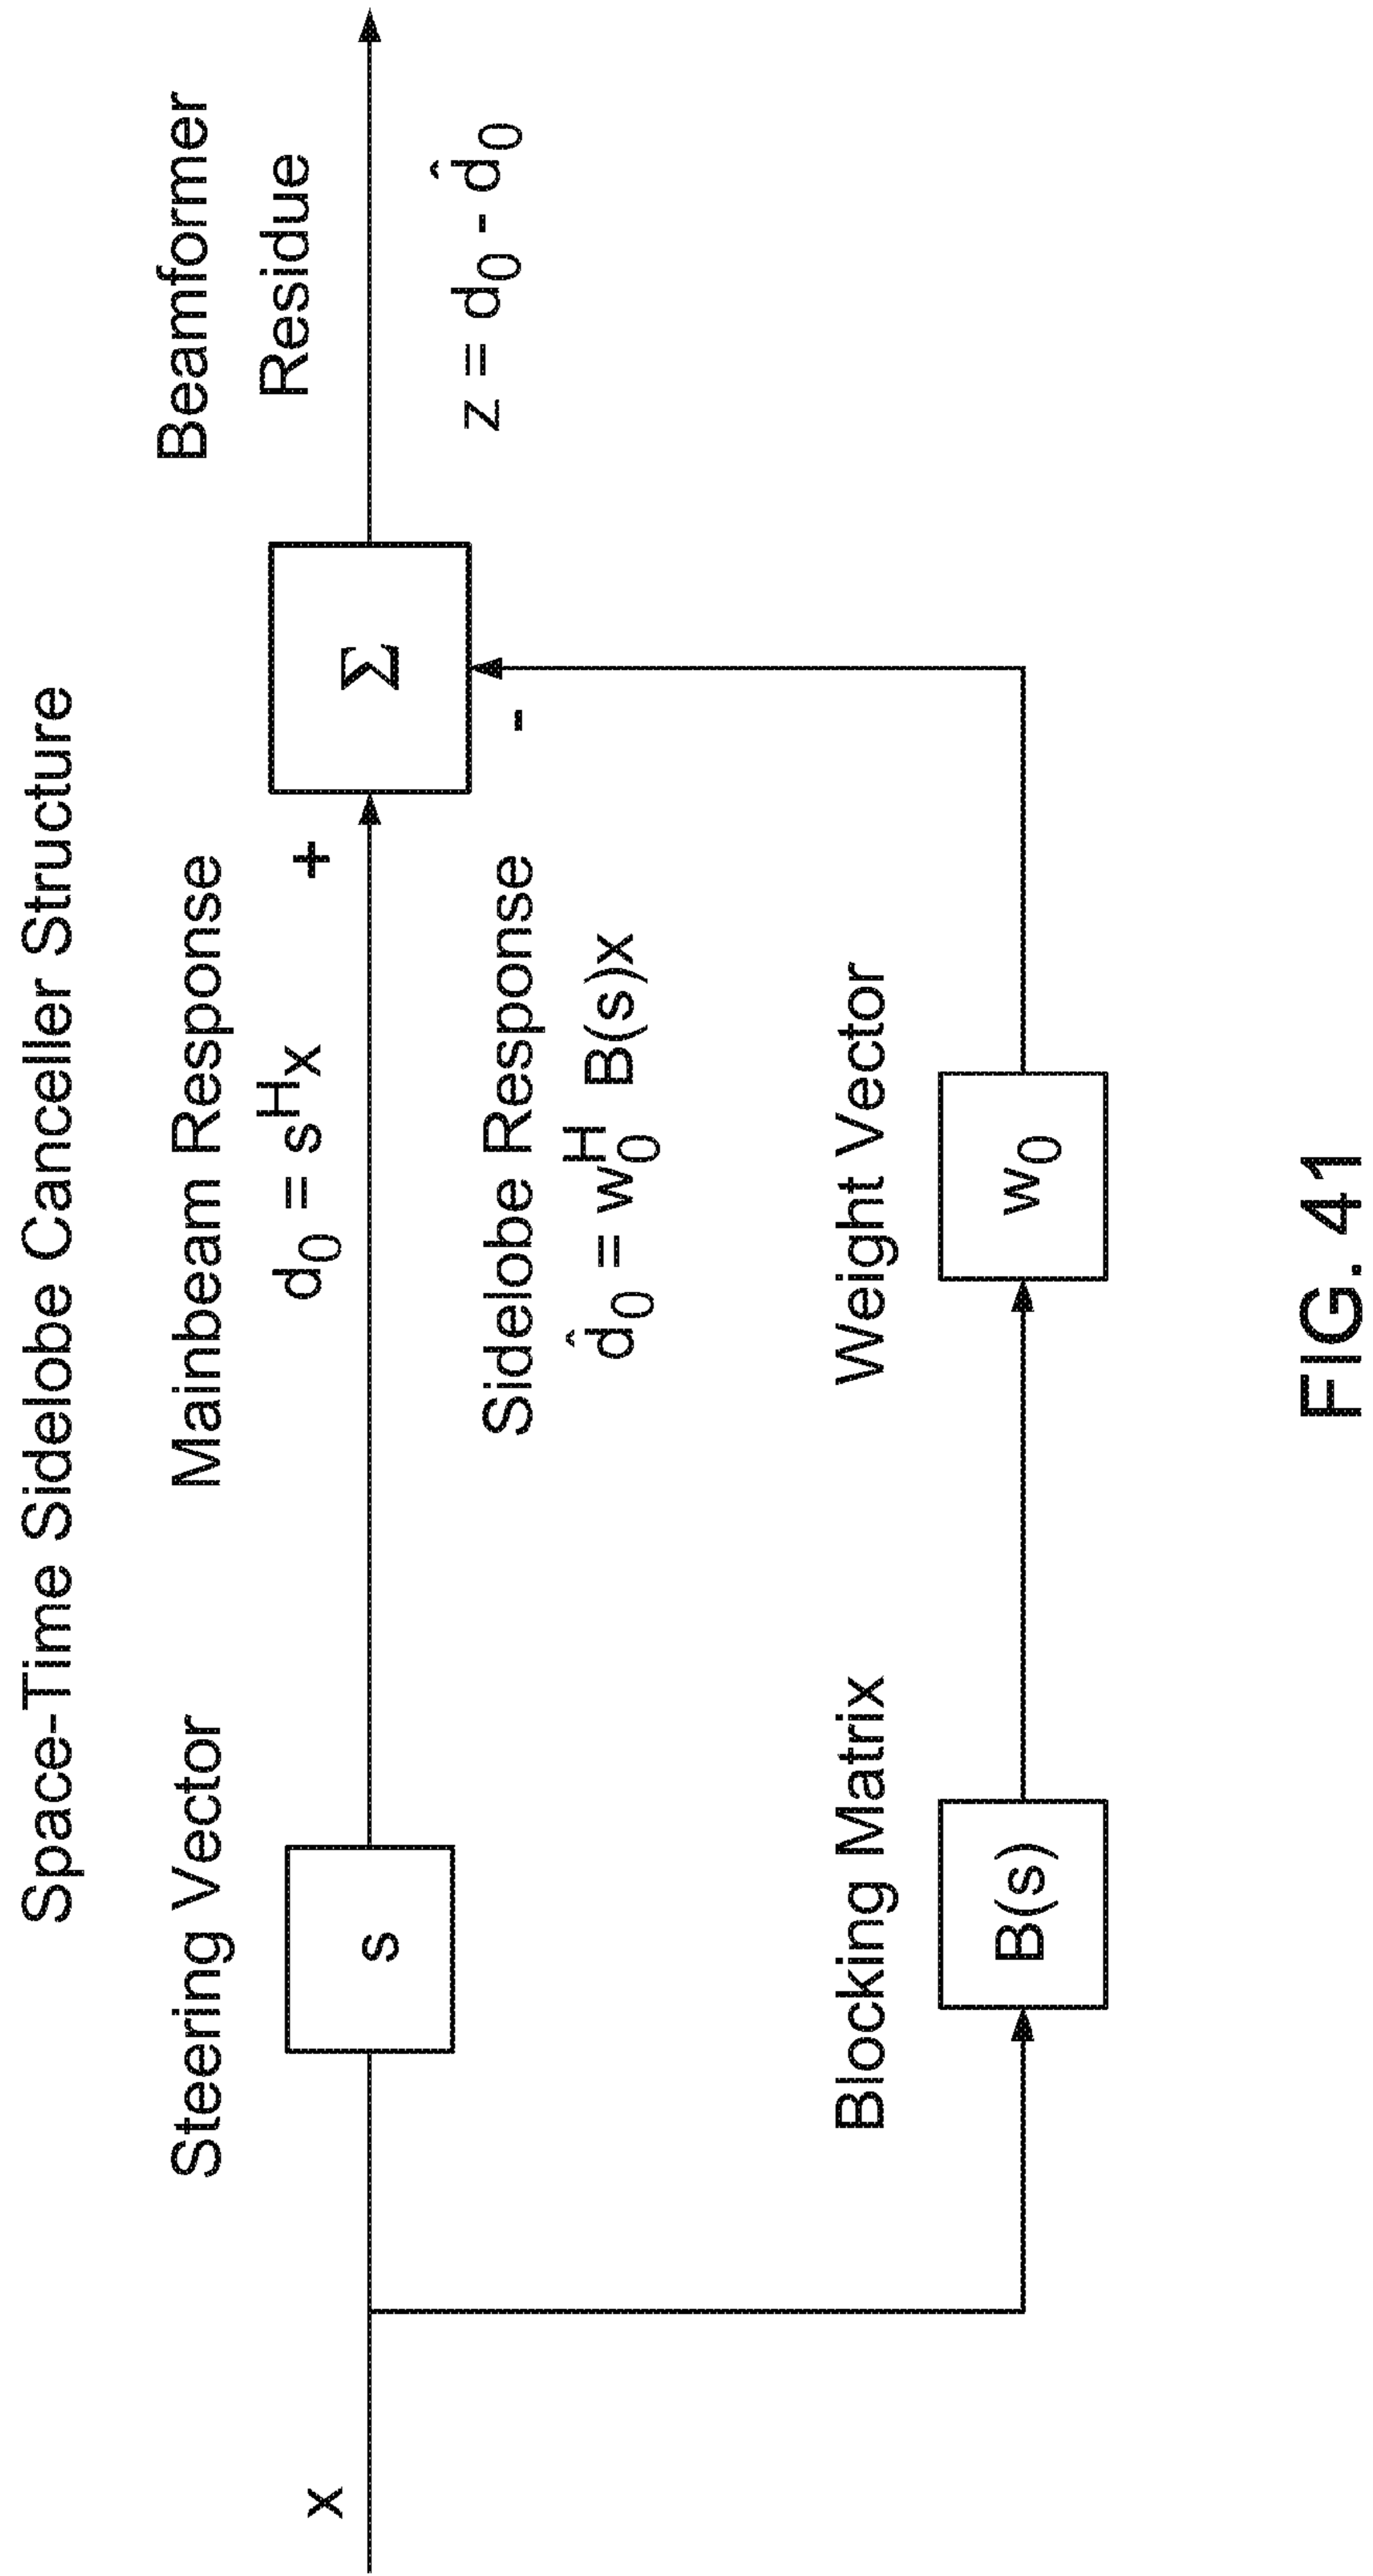 Space-Time Sidelobe Canceller Structure
Steering Vector
Mainbeam Response
Beamformer
Residue
x
s
d₀ = sᴴx
+
Σ
z = d₀ - d̂₀
-
Sidelobe Response
d̂₀ = w₀ᴴ B(s)x
Blocking Matrix
Weight Vector
B(s)
w₀
FIG. 41